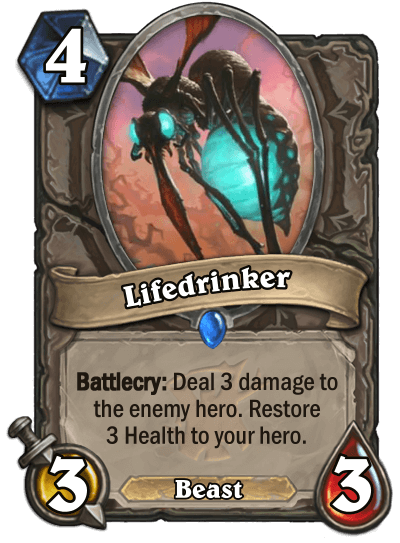 4
Lifedrinker
Battlecry: Deal 3 damage to
the enemy hero. Restore
3 Health to your hero.
3
Beast
3